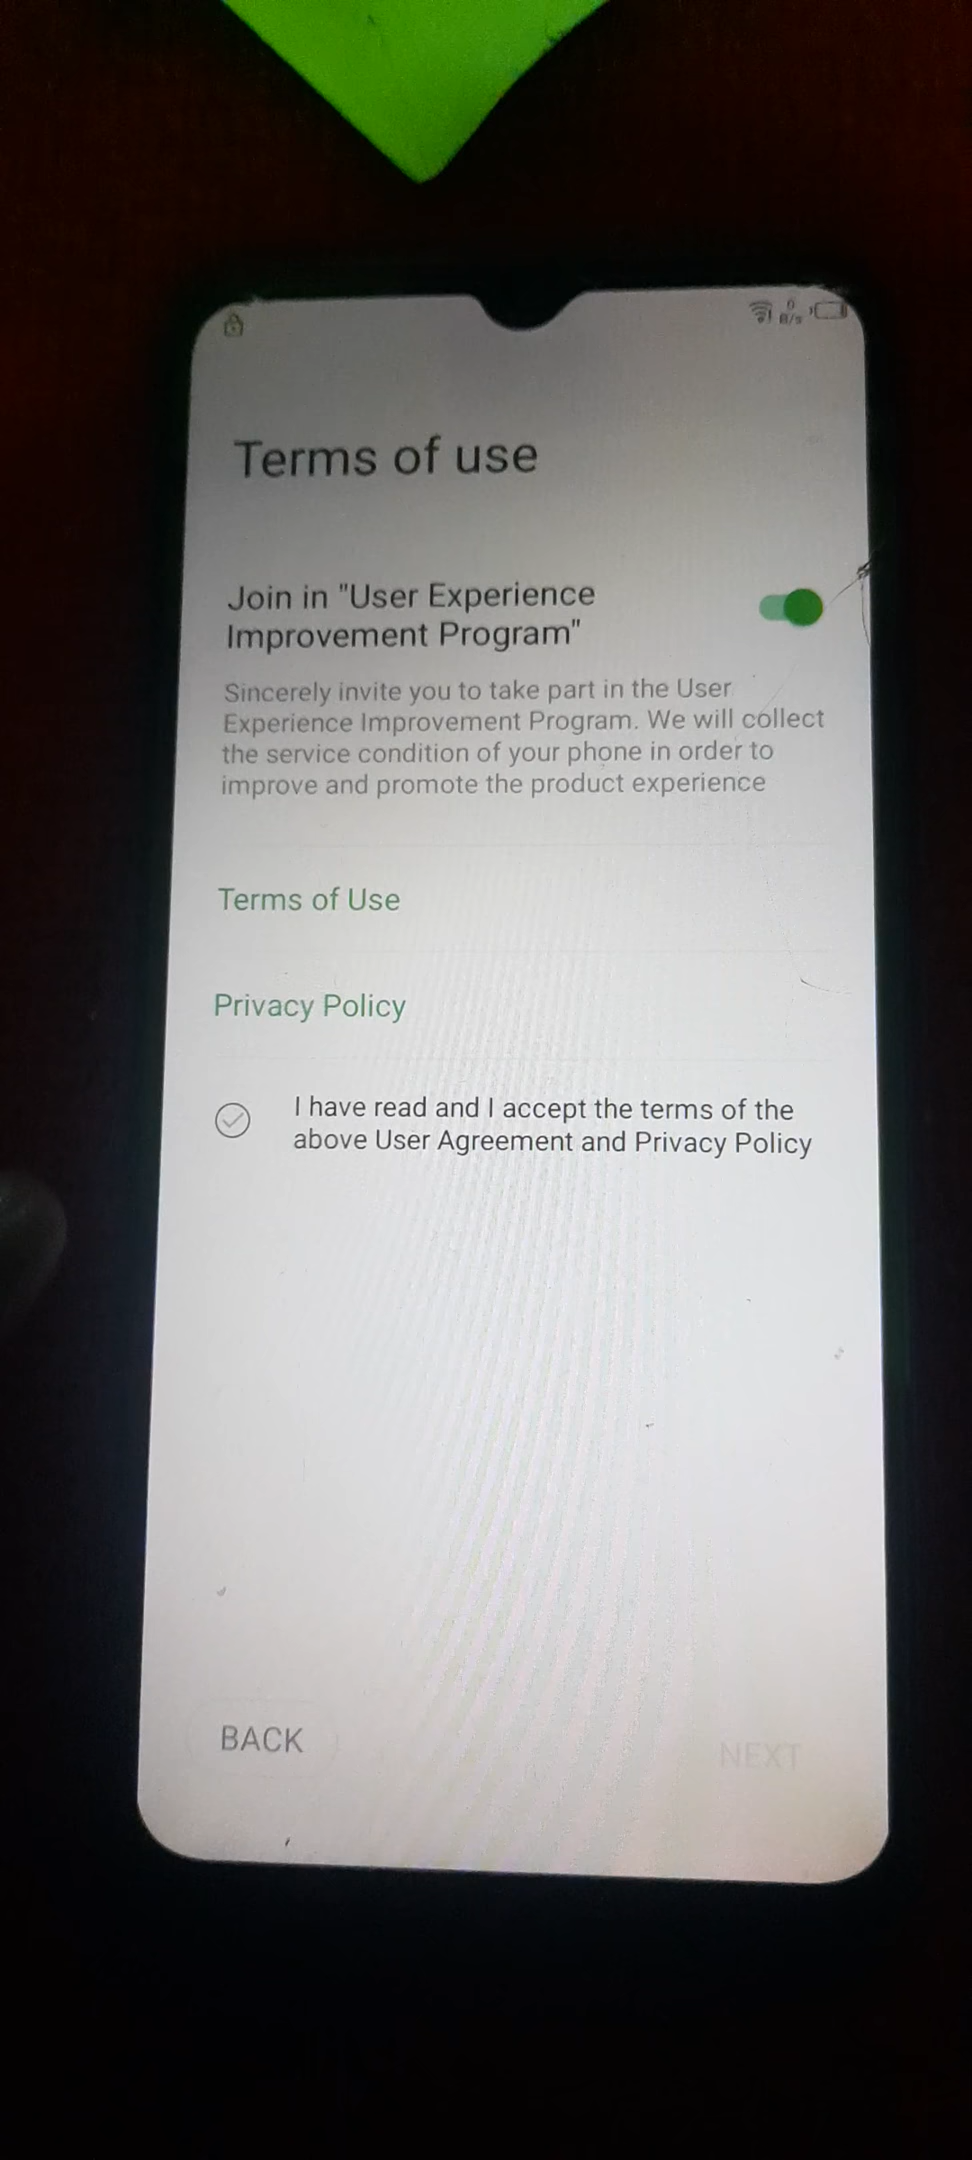 0
B/s
Terms of use
Join in "User Experience
Improvement Program"
Sincerely invite you to take part in the User
Experience Improvement Program. We will collect
the service condition of your phone in order to
improve and promote the product experience
Terms of Use
Privacy Policy
I have read and I accept the terms of the
above User Agreement and Privacy Policy
BACK
NEXT